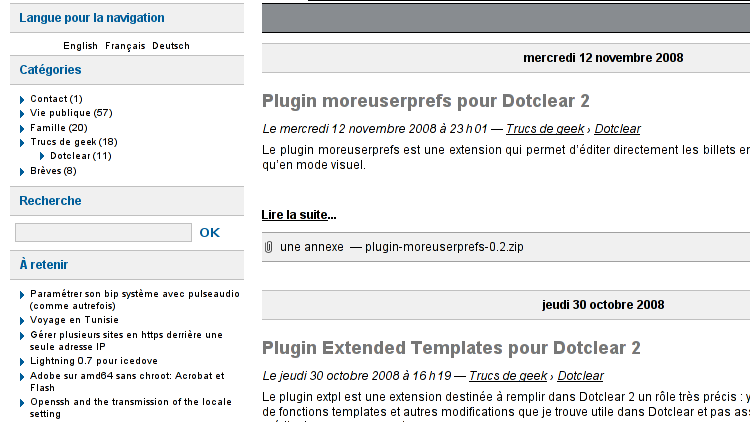 Langue pour la navigation
English Français Deutsch
Catégories
Contact (1)
Vie publique (57)
Famille (20)
Trucs de geek (18)
Dotclear (11)
Brèves (8)
Recherche
OK
À retenir
Paramétrer son bip système avec pulseaudio
(comme autrefois)
Voyage en Tunisie
Gérer plusieurs sites en https derrière une
seule adresse IP
Lightning 0.7 pour icedove
Adobe sur amd64 sans chroot: Acrobat et
Flash
Openssh and the transmission of the locale
setting
mercredi 12 novembre 2008
Plugin moreuserprefs pour Dotclear 2
Le mercredi 12 novembre 2008 à 23 h 01 — Trucs de geek › Dotclear
Le plugin moreuserprefs est une extension qui permet d'éditer directement les billets
qu'en mode visuel.
Lire la suite...
une annexe — plugin-moreuserprefs-0.2.zip
jeudi 30 octobre 2008
Plugin Extended Templates pour Dotclear 2
Le jeudi 30 octobre 2008 à 16 h 19 — Trucs de geek › Dotclear
Le plugin extpl est une extension destinée à remplir dans Dotclear 2 un rôle très précis :
de fonctions templates et autres modifications que je trouve utile dans Dotclear et pas